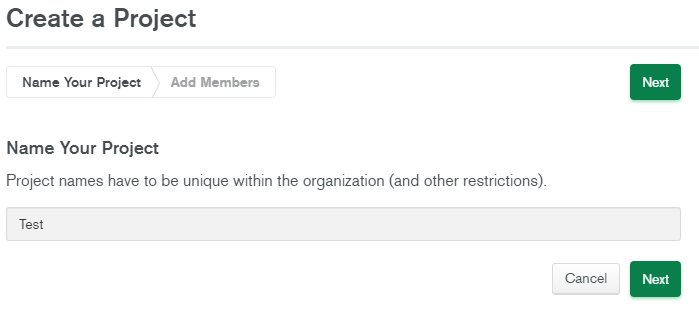 Create a Project
Name Your Project
Add Members
Next
Name Your Project
Project names have to be unique within the organization (and other restrictions).
Test
Cancel
Next